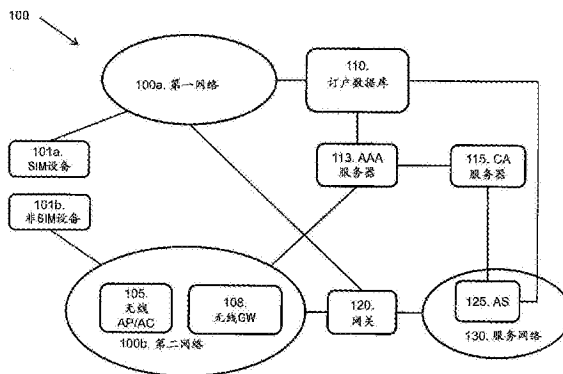 100
100a. 第一网络
110.
订户数据库
101a.
SIM设备
113. AAA
服务器
115. CA
服务器
101b.
非SIM设备
105.
无线
AP/AC
108.
无线GW
120.
网关
125. AS
130. 服务网络
100b. 第二网络